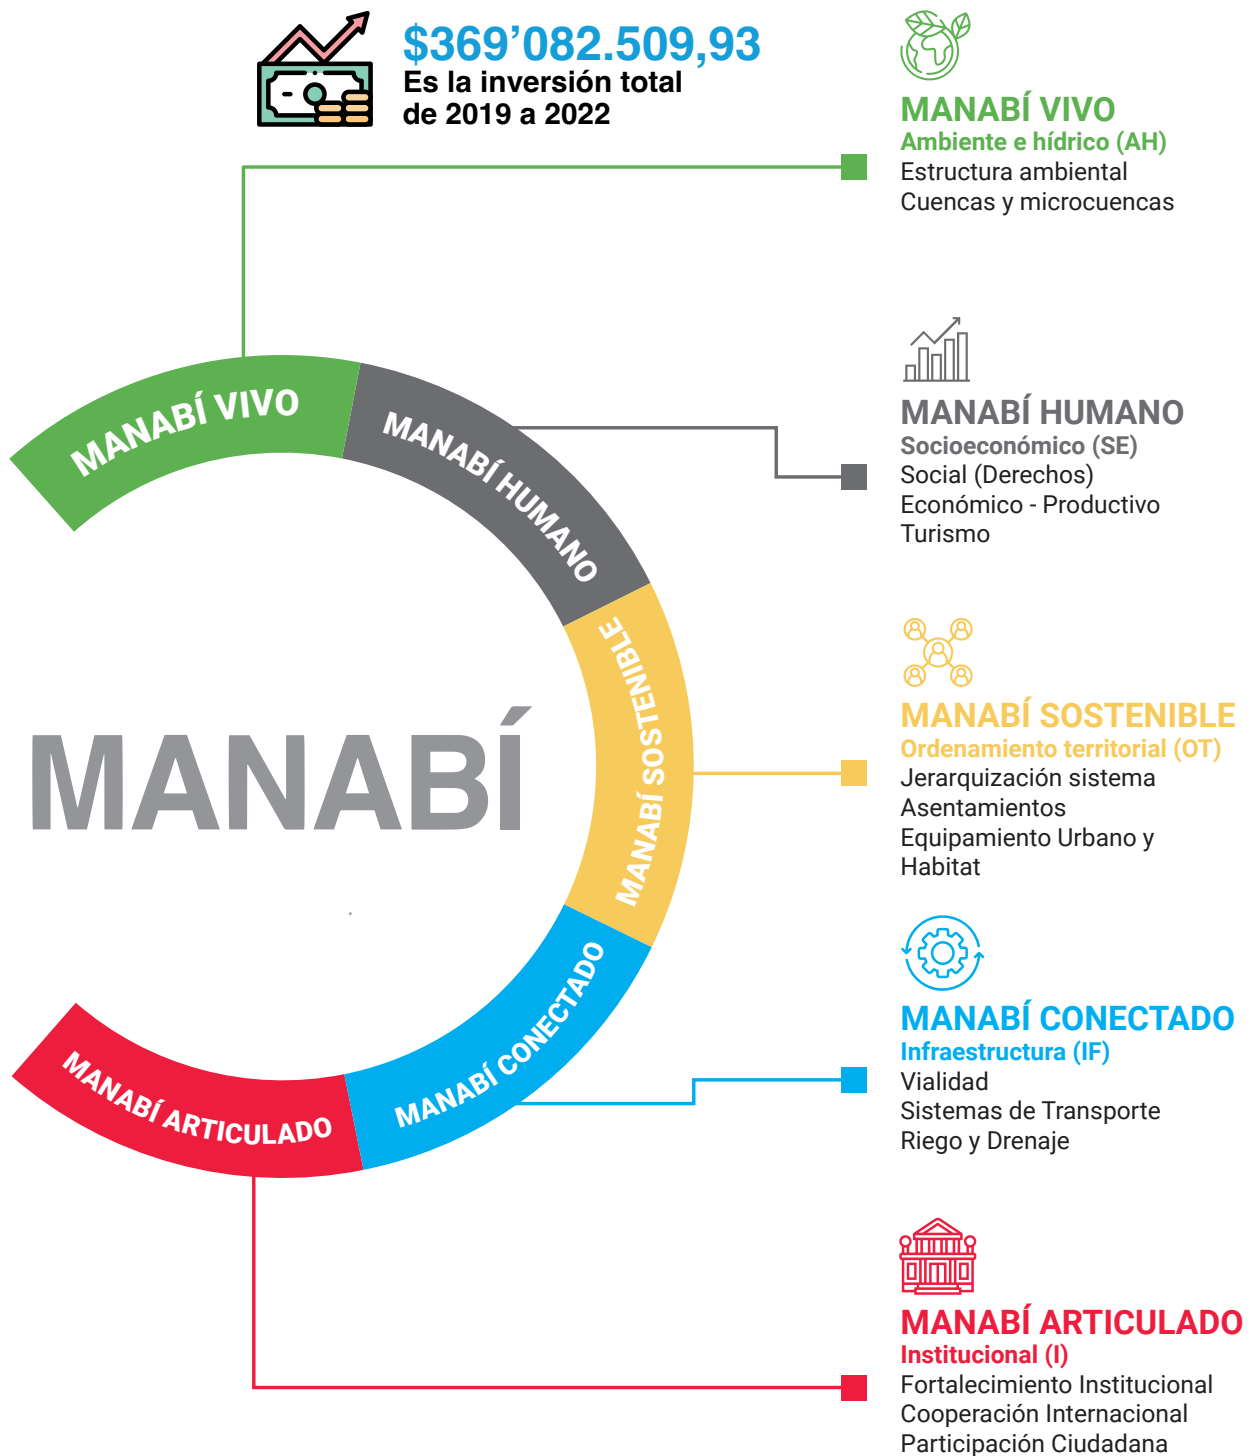 $369’082.509,93
Es la inversión total
de 2019 a 2022
MANABÍ VIVO
Ambiente e hídrico (AH)
Estructura ambiental
Cuencas y microcuencas
MANABÍ HUMANO
Socioeconómico (SE)
Social (Derechos)
Económico - Productivo
Turismo
MANABÍ SOSTENIBLE
Ordenamiento territorial (OT)
Jerarquización sistema
Asentamientos
Equipamiento Urbano y
Habitat
MANABÍ CONECTADO
Infraestructura (IF)
Vialidad
Sistemas de Transporte
Riego y Drenaje
MANABÍ ARTICULADO
Institucional (I)
Fortalecimiento Institucional
Cooperación Internacional
Participación Ciudadana
MANABÍ VIVO
MANABÍ HUMANO
MANABÍ SOSTENIBLE
MANABÍ CONECTADO
MANABÍ ARTICULADO
MANABÍ